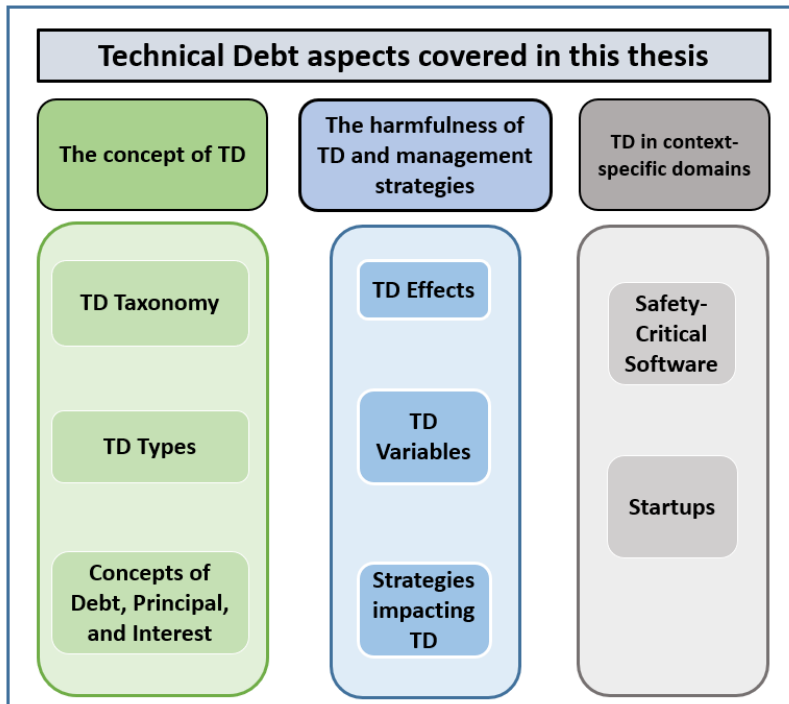 Technical Debt aspects covered in this thesis
The concept of TD
The harmfulness of
TD and management
strategies
TD in context-
specific domains
TD Taxonomy
TD Types
Concepts of
Debt, Principal,
and Interest
TD Effects
TD
Variables
Strategies
impacting
TD
Safety-
Critical
Software
Startups